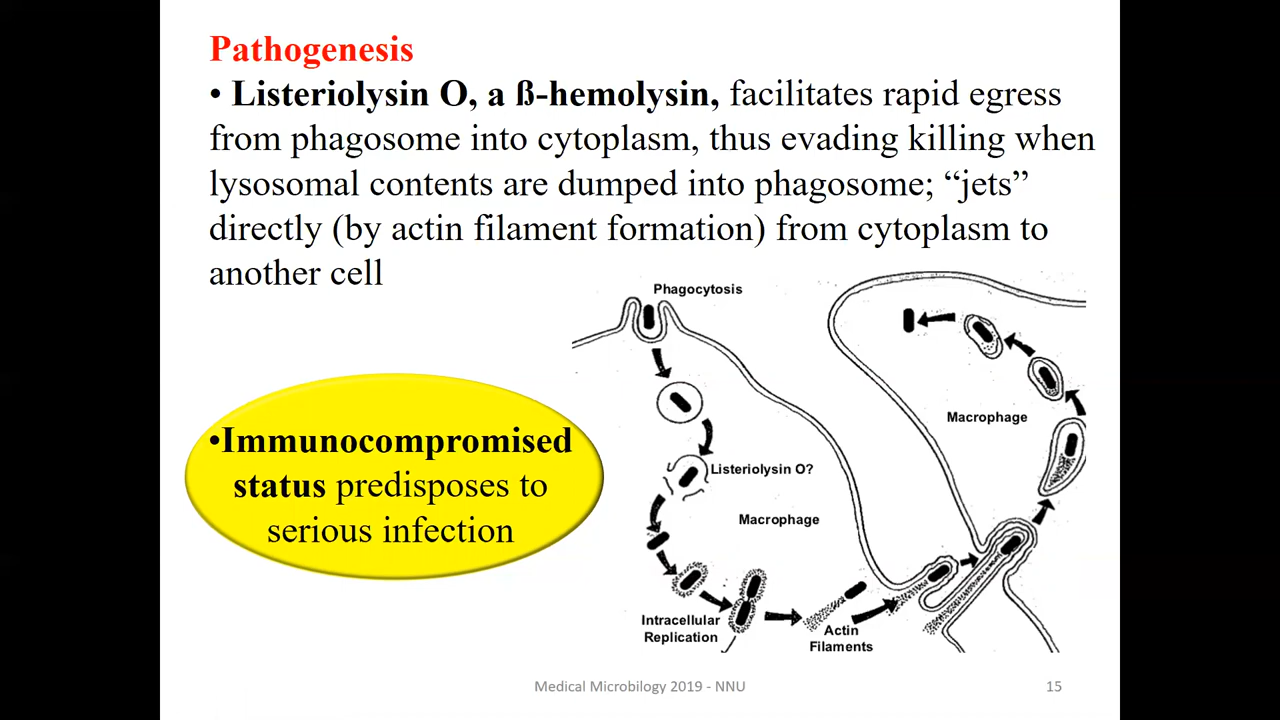 Pathogenesis
• Listeriolysin O, a ß-hemolysin, facilitates rapid egress
from phagosome into cytoplasm, thus evading killing when
lysosomal contents are dumped into phagosome; “jets”
directly (by actin filament formation) from cytoplasm to
another cell
Phagocytosis
Macrophage
•Immunocompromised
status predisposes to
serious infection
Listeriolysin O?
Macrophage
Intracellular
Replication
Actin
Filaments
Medical Microbilogy 2019 - NNU
15